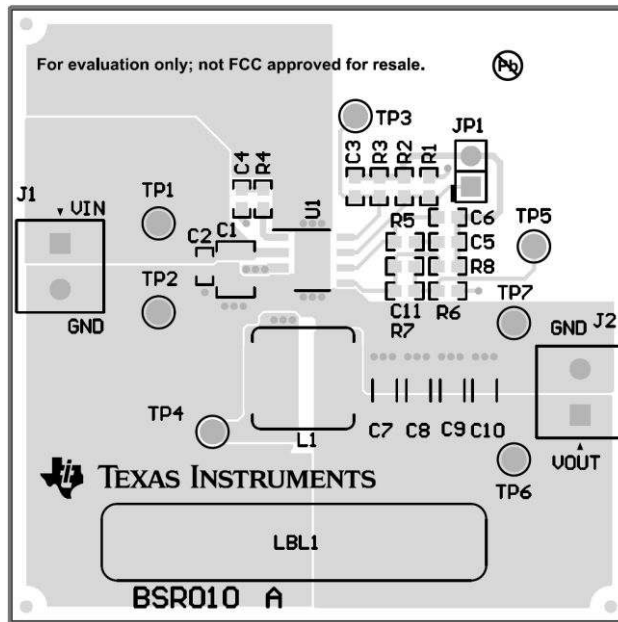 For evaluation only; not FCC approved for resale.
Pb
TP3
JP1
C4
R4
C3
R3
R2
R1
J1
VIN
TP1
U1
C6
TP5
C2
C1
R5
C5
R8
TP2
GND
C11
R7
R6
TP7
GND
J2
TP4
L1
C7
C8
C9
C10
VOUT
TP6
TEXAS INSTRUMENTS
LBL1
BSR010 A